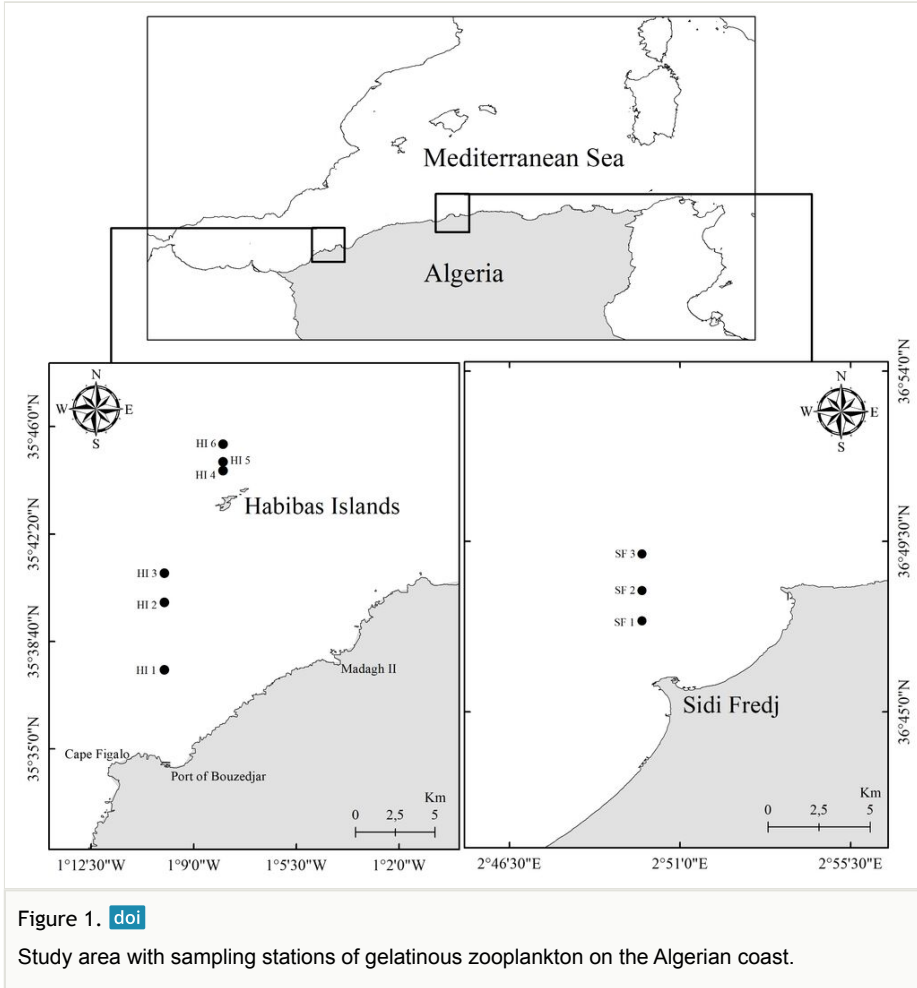 Mediterranean Sea
Algeria
N
W
E
S
35°46'0"N
35°42'20"N
35°38'40"N
35°35'0"N
HI 6
HI 5
HI 4
Habibas Islands
HI 3
HI 2
HI 1
Madagh II
Cape Figalo
Port of Bouzedjar
Km
0 2,5 5
1°12'30"W 1°9'0"W 1°5'30"W 1°2'0"W
N
W
E
S
36°54'0"N
36°49'30"N
36°45'0"N
SF 3
SF 2
SF 1
Sidi Fredj
Km
0 2,5 5
2°46'30"E 2°51'0"E 2°55'30"E
Figure 1. doi
Study area with sampling stations of gelatinous zooplankton on the Algerian coast.